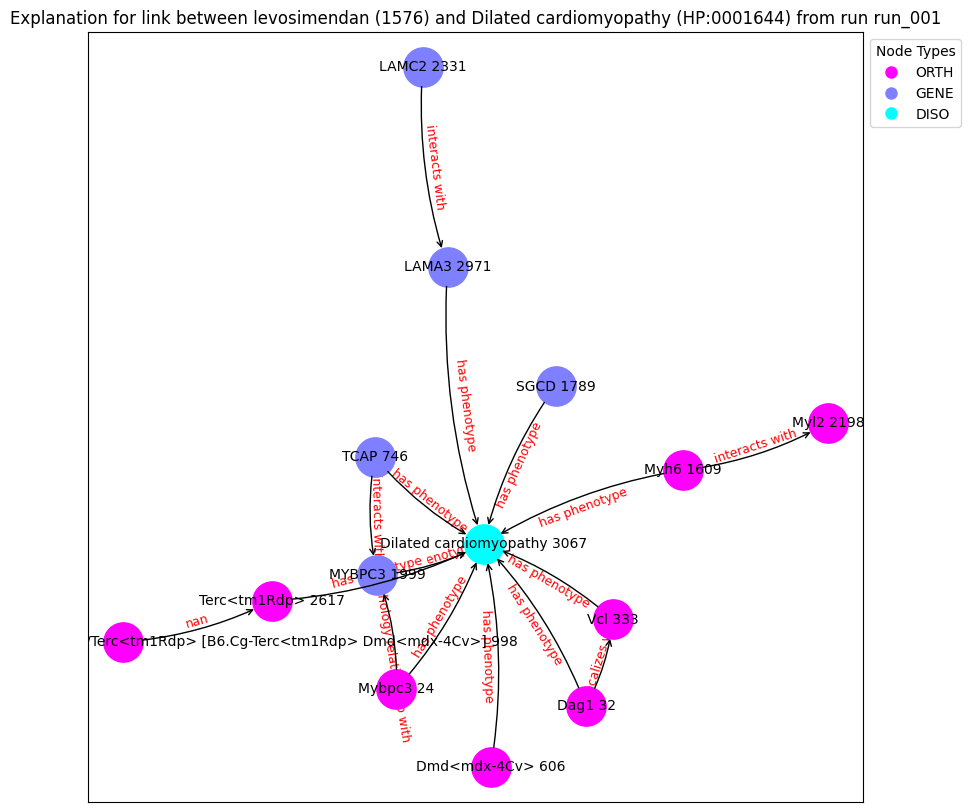 Explanation for link between levosimendan (1576) and Dilated cardiomyopathy (HP:0001644) from run run_001
Node Types
ORTH
GENE
DISO
LAMC2 2331
interacts with
LAMA3 2971
has phenotype
SGCD 1789
has phenotype
Myl2 2198
interacts with
Myh6 1609
has phenotype
TCAP 746
has phenotype
interacts with
Dilated cardiomyopathy 3067
MYBPC3 1999
has
type
enoty
Terc<tm1Rdp> 2617
nan
/Terc<tm1Rdp> [B6.Cg-Terc<tm1Rdp> Dmd<mdx-4Cv>] 998
has phenotype
has phenotype
has phenotype
has phenotype
Vcl 333
calizes
Mybpc3 24
with
Dag1 32
Dmd<mdx-4Cv> 606